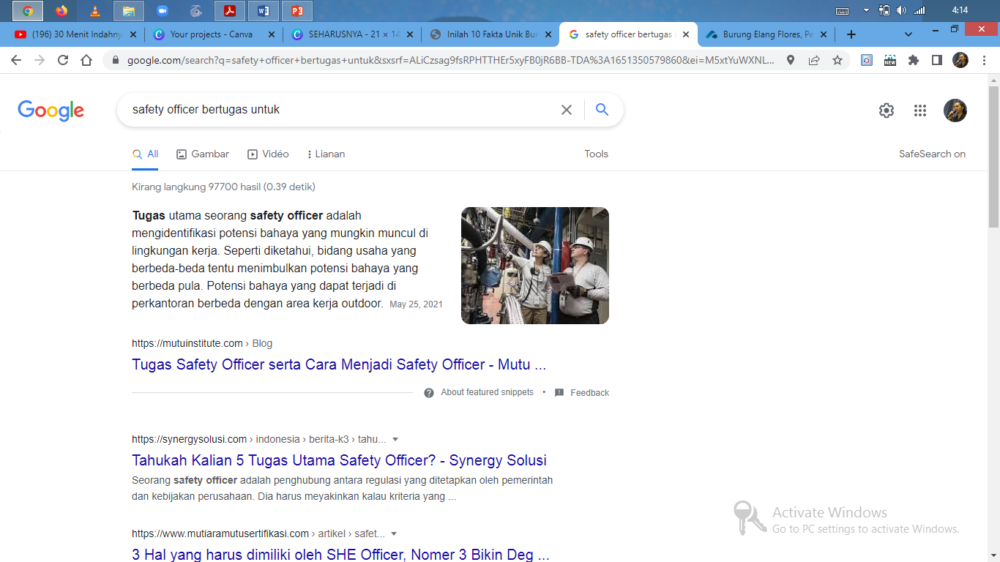 4:14
(196) 30 Menit Indahny
Your projects - Canva
SEHARUSNYA - 21 × 14
Inilah 10 Fakta Unik Bur
safety officer bertugas
Burung Elang Flores, Pe
google.com/search?q=safety+officer+bertugas+untuk&sxsrf=ALiCzsag9fsRPHTTHEr5xyFB0jR6BB-TDA%3A1651350579860&ei=M5xtYuWXNL...
NEW
Google
safety officer bertugas untuk
All
Gambar
Vidéo
Lianan
Tools
SafeSearch on
Kirang langkung 97700 hasil (0.39 detik)
Tugas utama seorang safety officer adalah
mengidentifikasi potensi bahaya yang mungkin muncul di
lingkungan kerja. Seperti diketahui, bidang usaha yang
berbeda-beda tentu menimbulkan potensi bahaya yang
berbeda pula. Potensi bahaya yang dapat terjadi di
perkantoran berbeda dengan area kerja outdoor. May 25, 2021
https://mutuinstitute.com › Blog
Tugas Safety Officer serta Cara Menjadi Safety Officer - Mutu ...
About featured snippets • Feedback
https://synergysolusi.com › indonesia › berita-k3 › tahu...
Tahukah Kalian 5 Tugas Utama Safety Officer? - Synergy Solusi
Seorang safety officer adalah penghubung antara regulasi yang ditetapkan oleh pemerintah
dan kebijakan perusahaan. Dia harus meyakinkan kalau kriteria yang ...
https://www.mutiaramutusertifikasi.com › artikel › safet...
3 Hal yang harus dimiliki oleh SHE Officer, Nomer 3 Bikin Deg ...
Activate Windows
Go to PC settings to activate Windows.